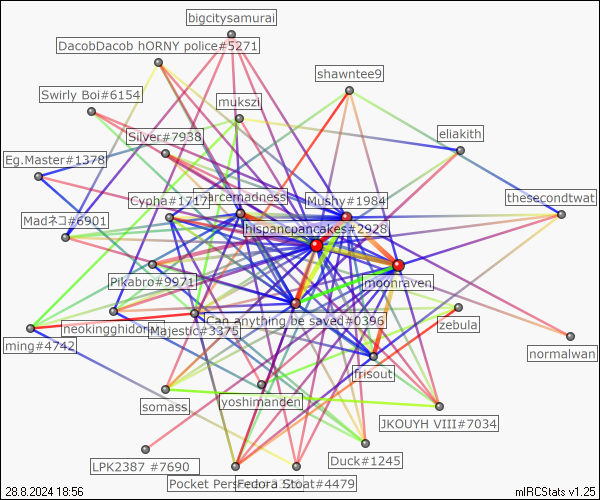 bigcitysamurai
DacobDacob hORNY police#5271
shawntee9
Swirly Boi#6154
mukszi
Silver#7938
eliakith
Eg.Master#1378
Cypha#1717
arcemadness
Mushy#1984
thesecondtwat
Madネコ#6901
hispancpancakes#2928
Pikabro#9971
moonraven
Can anything be saved#0396
zebula
neokingghidor
Majestic#3375
ming#4742
normalwan
frisout
somass
yoshimanden
JKOUYH VIII#7034
Duck#1245
LPK2387 #7690
Pocket Pers
Fedora Stoat#4479
28.8.2024 18:56
mIRCStats v1.25